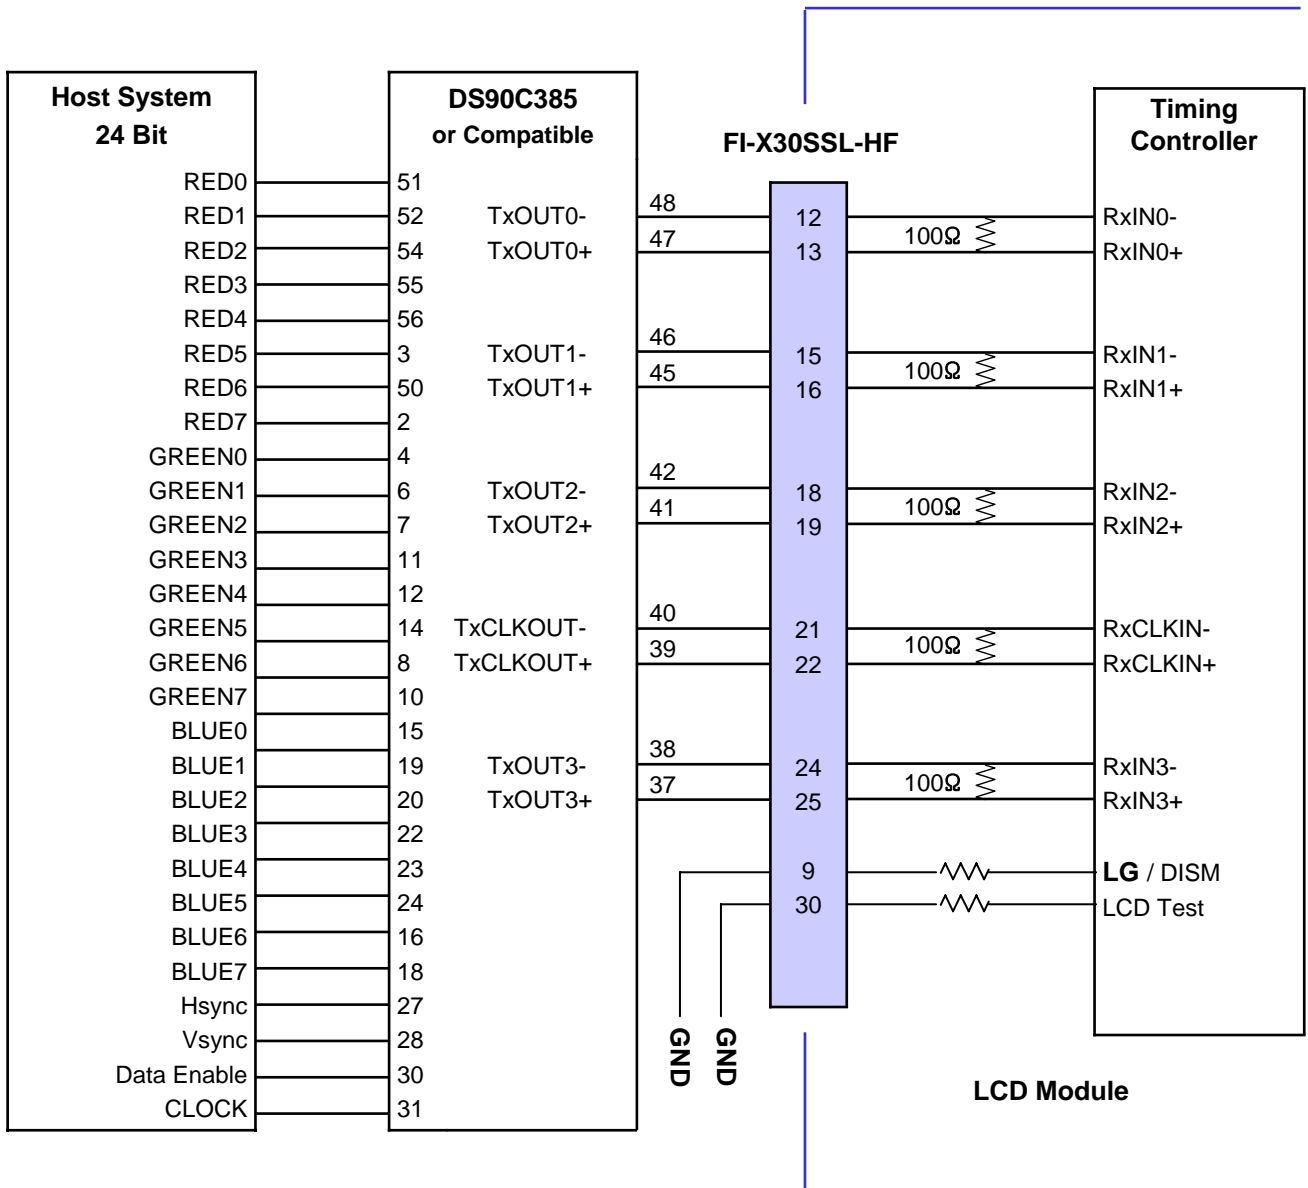 Host System
24 Bit
RED0
RED1
RED2
RED3
RED4
RED5
RED6
RED7
GREEN0
GREEN1
GREEN2
GREEN3
GREEN4
GREEN5
GREEN6
GREEN7
BLUE0
BLUE1
BLUE2
BLUE3
BLUE4
BLUE5
BLUE6
BLUE7
Hsync
Vsync
Data Enable
CLOCK
DS90C385
or Compatible
51
52
54
55
56
3
50
2
4
6
7
11
12
14
8
10
15
19
20
22
23
24
16
18
27
28
30
31
TxOUT0-
TxOUT0+
TxOUT1-
TxOUT1+
TxOUT2-
TxOUT2+
TxCLKOUT-
TxCLKOUT+
TxOUT3-
TxOUT3+
48
47
46
45
42
41
40
39
38
37
GND
GND
FI-X30SSL-HF
12
13
15
16
18
19
21
22
24
25
9
30
100Ω
100Ω
100Ω
100Ω
100Ω
Timing
Controller
RxIN0-
RxIN0+
RxIN1-
RxIN1+
RxIN2-
RxIN2+
RxCLKIN-
RxCLKIN+
RxIN3-
RxIN3+
LG / DISM
LCD Test
LCD Module